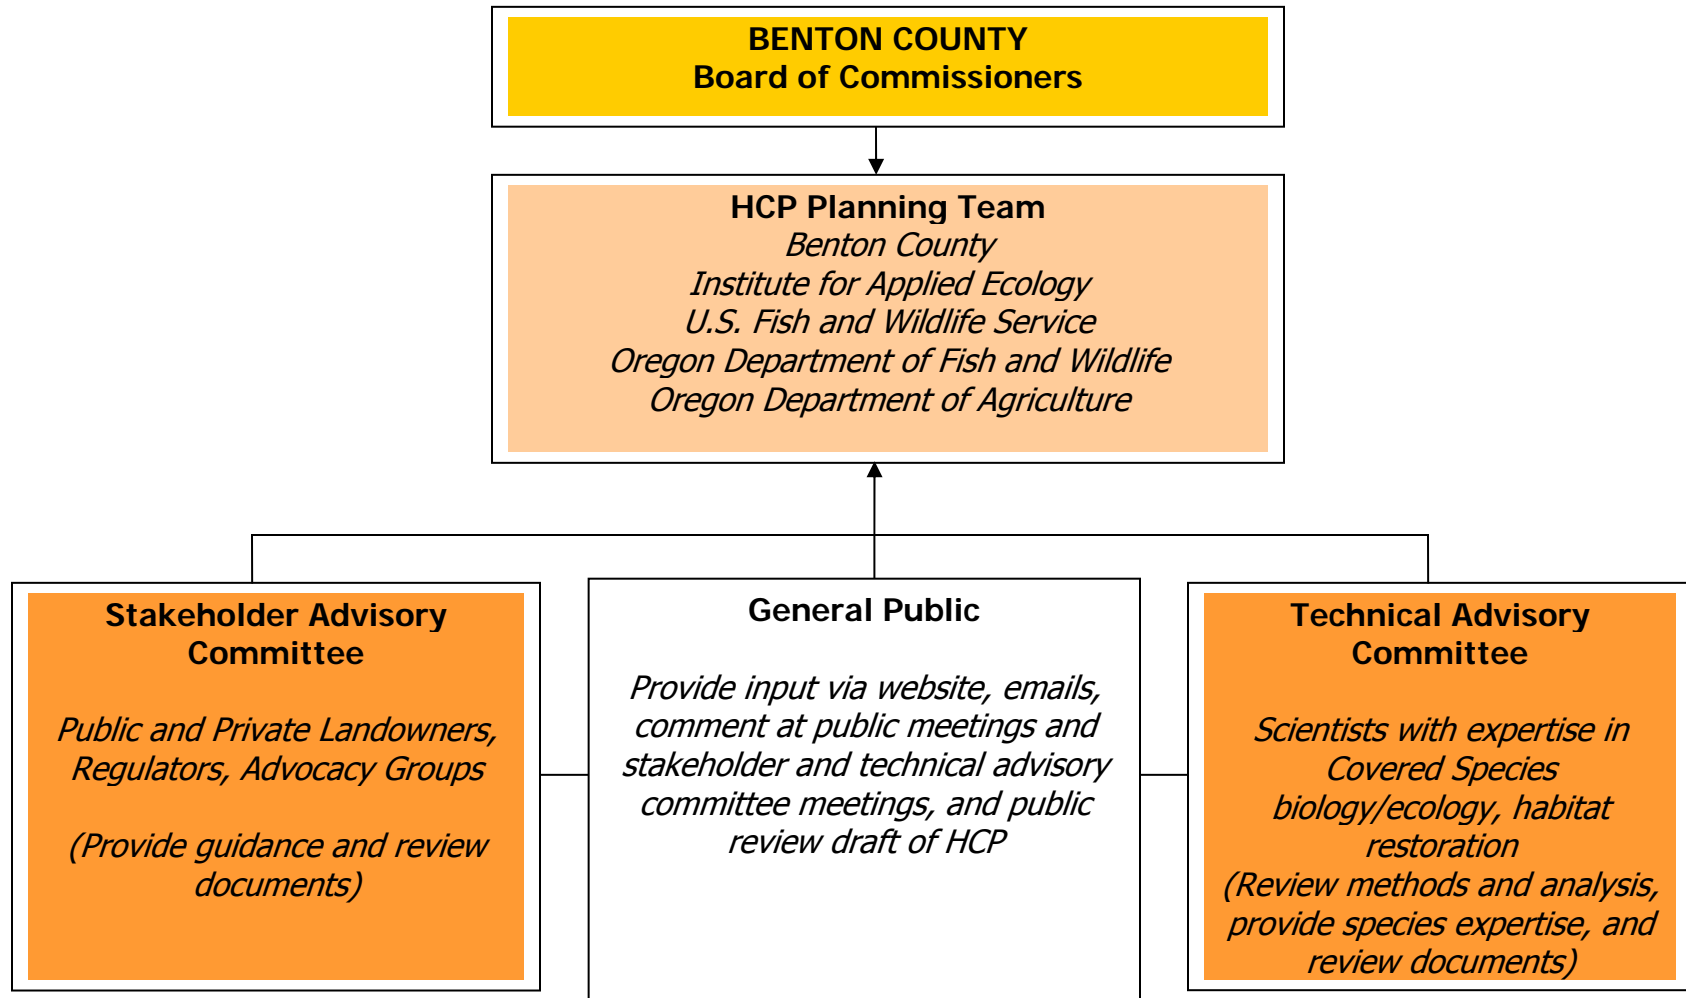 BENTON COUNTY
Board of Commissioners
HCP Planning Team
Benton County
Institute for Applied Ecology
U.S. Fish and Wildlife Service
Oregon Department of Fish and Wildlife
Oregon Department of Agriculture
Stakeholder Advisory
Committee
Public and Private Landowners,
Regulators, Advocacy Groups
(Provide guidance and review
documents)
General Public
Provide input via website, emails,
comment at public meetings and
stakeholder and technical advisory
committee meetings, and public
review draft of HCP
Technical Advisory
Committee
Scientists with expertise in
Covered Species
biology/ecology, habitat
restoration
(Review methods and analysis,
provide species expertise, and
review documents)